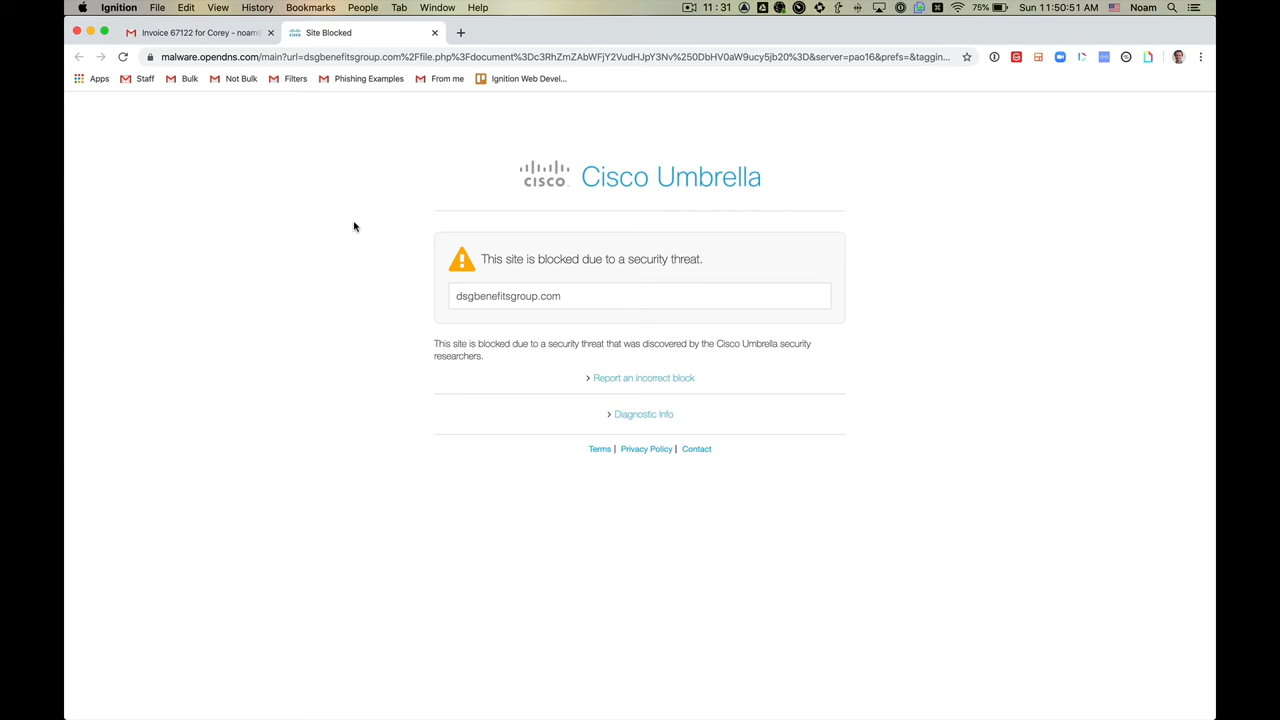 Ignition File Edit View History Bookmarks People Tab Window Help 11:31 75% Sun 11:50:51 AM Noam
Invoice 67122 for Corey - noam Site Blocked
malware.opendns.com/main?url=dsgbenefitsgroup.com%2Ffile.php%3Fdocument%3Dc3RhZmZAbWFjY2VudHJpY3Nv%250DbHV0aW9ucy5jb20%3D&server=pao16&prefs=&taggin...
Apps Staff Bulk Not Bulk Filters Phishing Examples From me Ignition Web Devel...
cisco Cisco Umbrella
This site is blocked due to a security threat.
dsgbenefitsgroup.com
This site is blocked due to a security threat that was discovered by the Cisco Umbrella security
researchers.
> Report an incorrect block
> Diagnostic Info
Terms | Privacy Policy | Contact